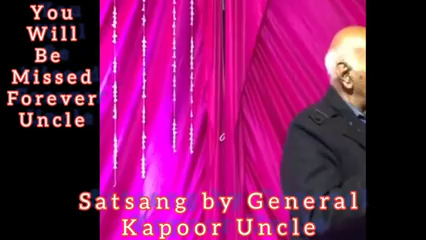 You
Will
Be
Missed
Forever
Uncle
Satsang by General
Kapoor Uncle